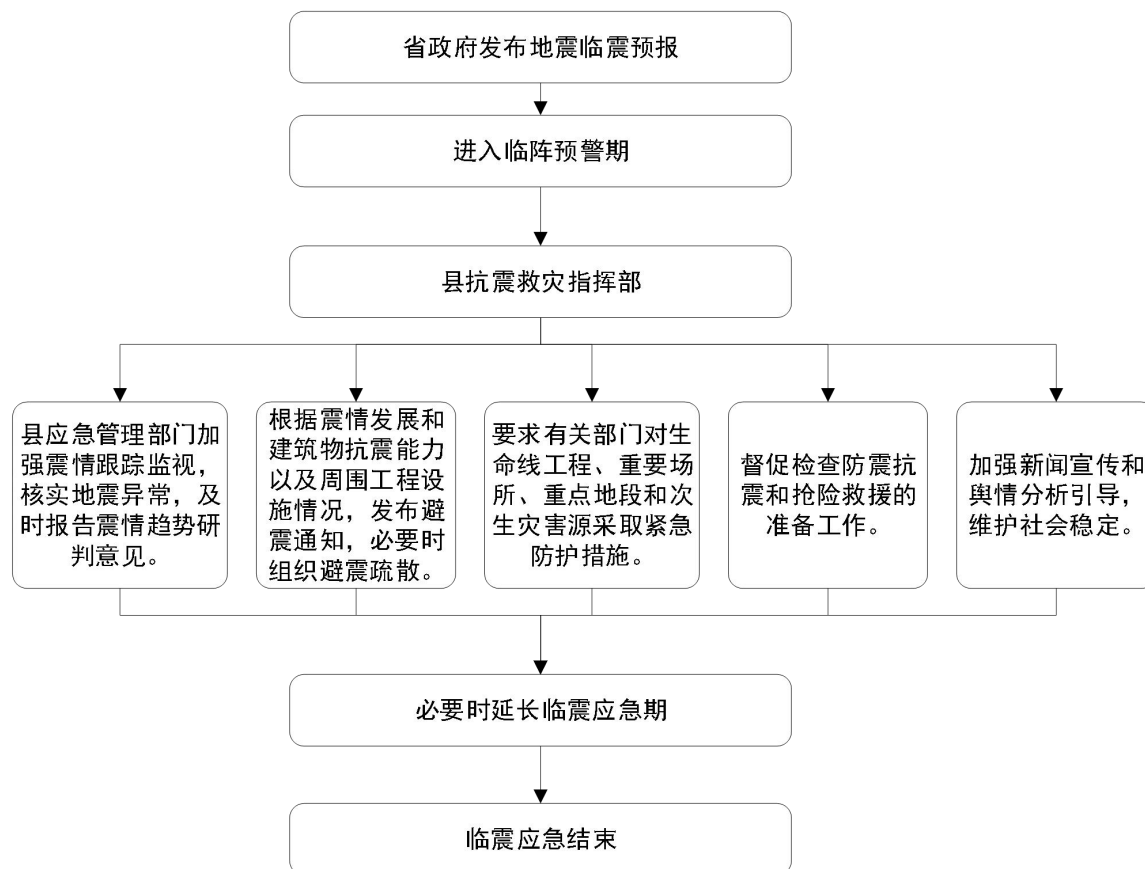 省政府发布地震临震预报
进入临阵预警期
县抗震救灾指挥部
县应急管理部门加
强震情跟踪监视，
核实地震异常，及
时报告震情趋势研
判意见。
根据震情发展和
建筑物抗震能力
以及周围工程设
施情况，发布避
震通知，必要时
组织避震疏散。
要求有关部门对生
命线工程、重要场
所、重点地段和次
生灾害源采取紧急
防护措施。
督促检查防震抗
震和抢险救援的
准备工作。
加强新闻宣传和
舆情分析引导，
维护社会稳定。
必要时延长临震应急期
临震应急结束